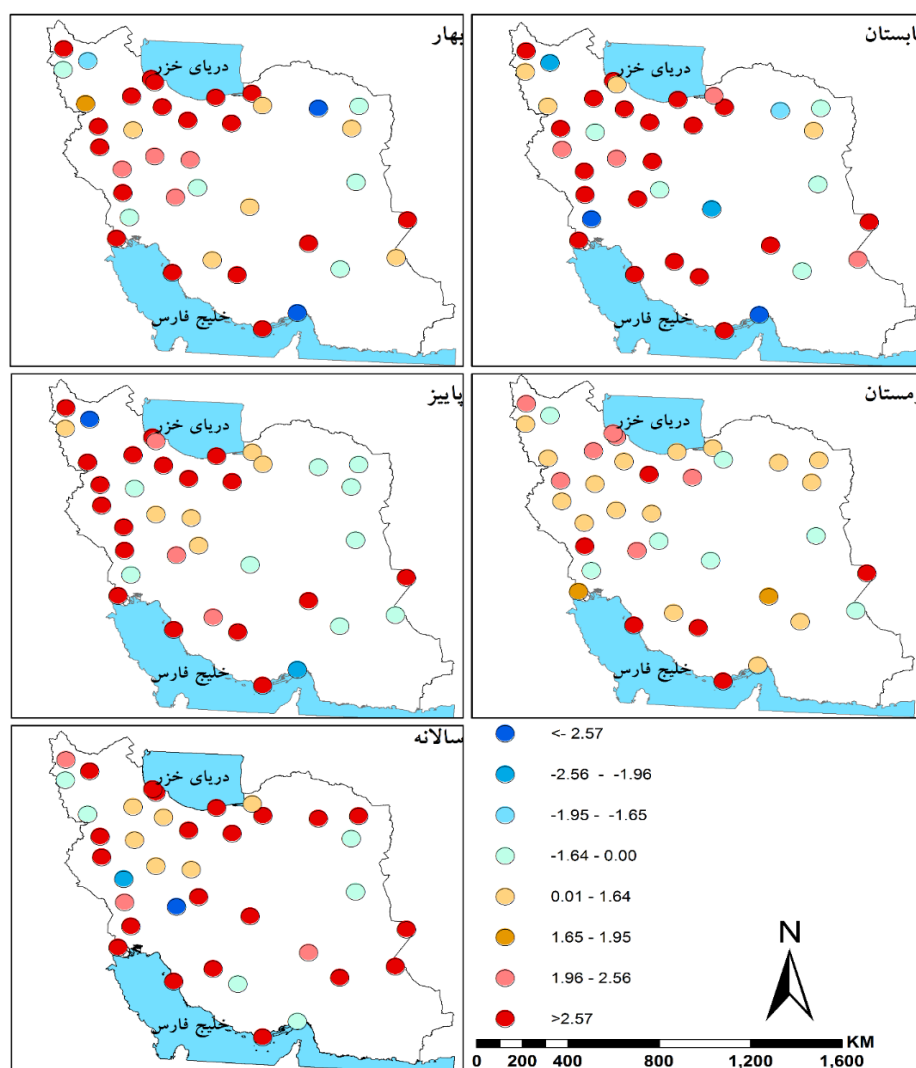 بهار
دریای خزر
خلیج فارس
تابستان
دریای خزر
خلیج فارس
پاییز
دریای خزر
خلیج فارس
زمستان
دریای خزر
خلیج فارس
سالانه
دریای خزر
خلیج فارس
<- 2.57
-2.56 - -1.96
-1.95 - -1.65
-1.64 - 0.00
0.01 - 1.64
1.65 - 1.95
1.96 - 2.56
>2.57
N
KM
0 200 400 800 1,200 1,600